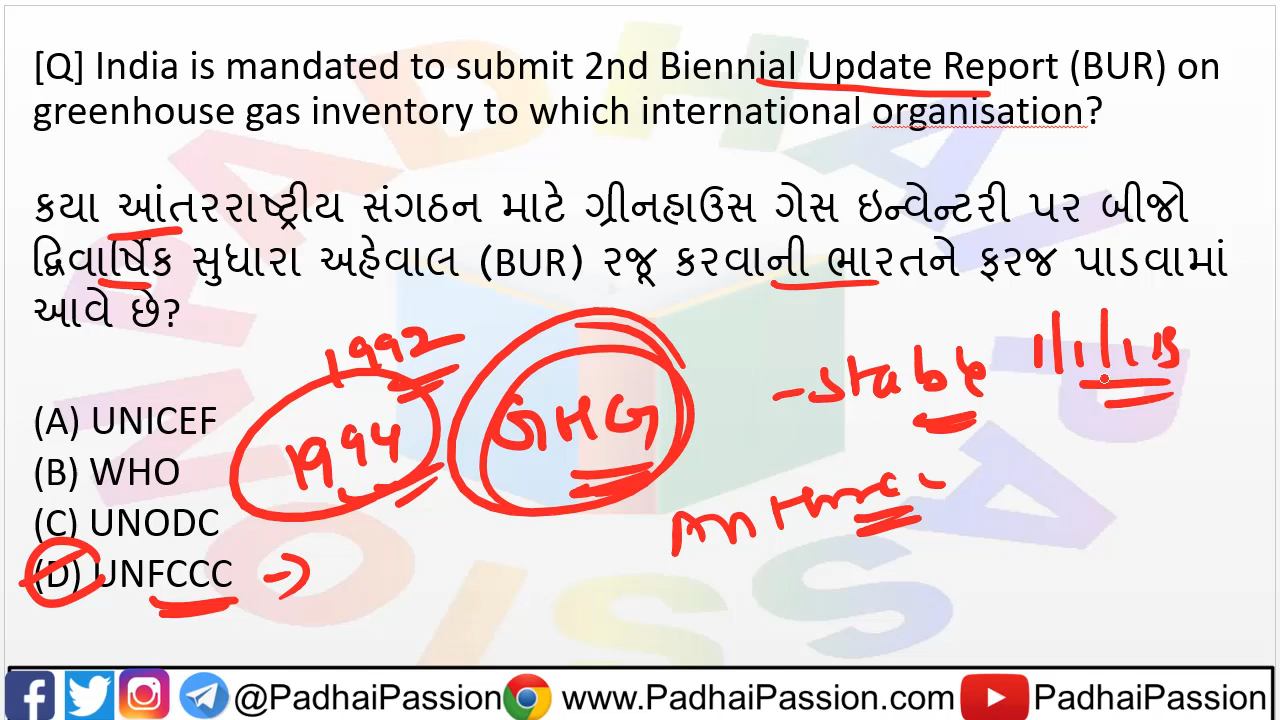 [Q] India is mandated to submit 2nd Biennial Update Report (BUR) on
greenhouse gas inventory to which international organisation?
કયા આંતરરાષ્ટ્રીય સંગઠન માટે ગ્રીનહાઉસ ગેસ ઇન્વેન્ટરી પર બીજો
દ્વિવાર્ષિક સુધારા અહેવાલ (BUR) રજૂ કરવાની ભારતને ફરજ પાડવામાં
આવે છે?
1992
- stable
(A) UNICEF
1994
(B) WHO
(C) UNODC
(D) UNFCCC
@PadhaiPassion www.PadhaiPassion.com PadhaiPassion